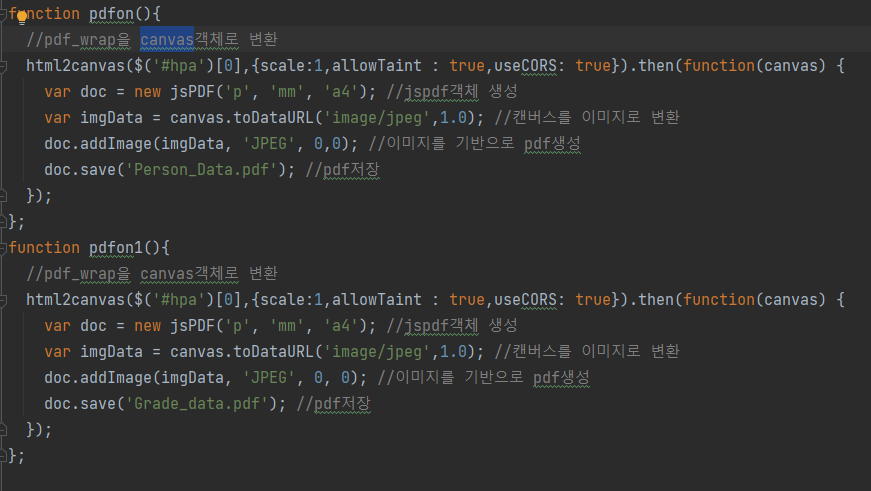 function pdfon(){
//pdf_wrap을 canvas객체로 변환
html2canvas($('#hpa')[0],{scale:1,allowTaint : true,useCORS: true}).then(function(canvas) {
var doc = new jsPDF('p', 'mm', 'a4'); //jspdf객체 생성
var imgData = canvas.toDataURL('image/jpeg',1.0); //캔버스를 이미지로 변환
doc.addImage(imgData, 'JPEG', 0,0); //이미지를 기반으로 pdf생성
doc.save('Person_Data.pdf'); //pdf저장
});
};
function pdfon1(){
//pdf_wrap을 canvas객체로 변환
html2canvas($('#hpa')[0],{scale:1,allowTaint : true,useCORS: true}).then(function(canvas) {
var doc = new jsPDF('p', 'mm', 'a4'); //jspdf객체 생성
var imgData = canvas.toDataURL('image/jpeg',1.0); //캔버스를 이미지로 변환
doc.addImage(imgData, 'JPEG', 0, 0); //이미지를 기반으로 pdf생성
doc.save('Grade_data.pdf'); //pdf저장
});
};